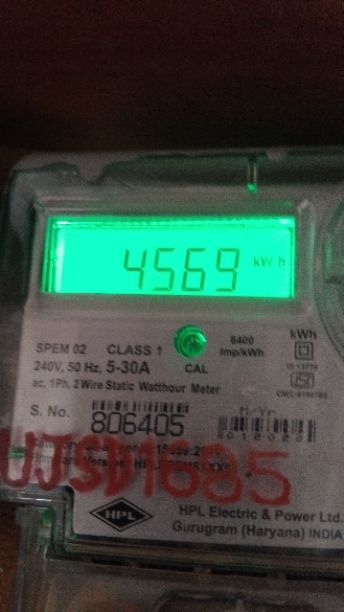 4569 kWh
SPEM 02 CLASS 1
240V, 50 Hz, 5-30A
CAL
6400
imp/kWh
kWh
ac, 1Ph, 2 Wire Static Watthour Meter
S. No. 806405
M/Yr
UJSD1685
HPL
HPL Electric & Power Ltd.
Gurugram (Haryana) INDIA